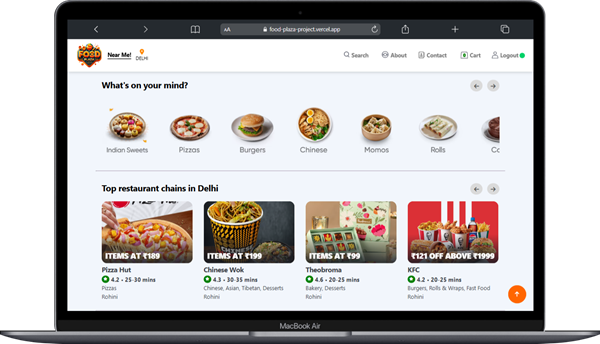 AA
food-plaza-project.vercel.app
FOOD
Near Me!
DELHI
Search
About
Contact
0
Cart
Logout
What's on your mind?
Indian Sweets
Pizzas
Burgers
Chinese
Momos
Rolls
Ca
Top restaurant chains in Delhi
ITEMS AT ₹189
ITEMS AT ₹199
ITEMS AT ₹99
₹121 OFF ABOVE ₹1999
Pizza Hut
4.2 - 25-30 mins
Pizzas
Rohini
Chinese Wok
4.3 - 30-35 mins
Chinese, Asian, Tibetan, Desserts
Rohini
Theobroma
4.6 - 20-25 mins
Bakery, Desserts
Rohini
KFC
4.2 - 20-25 mins
Burgers, Rolls & Wraps, Fast Food
Rohini
MacBook Air